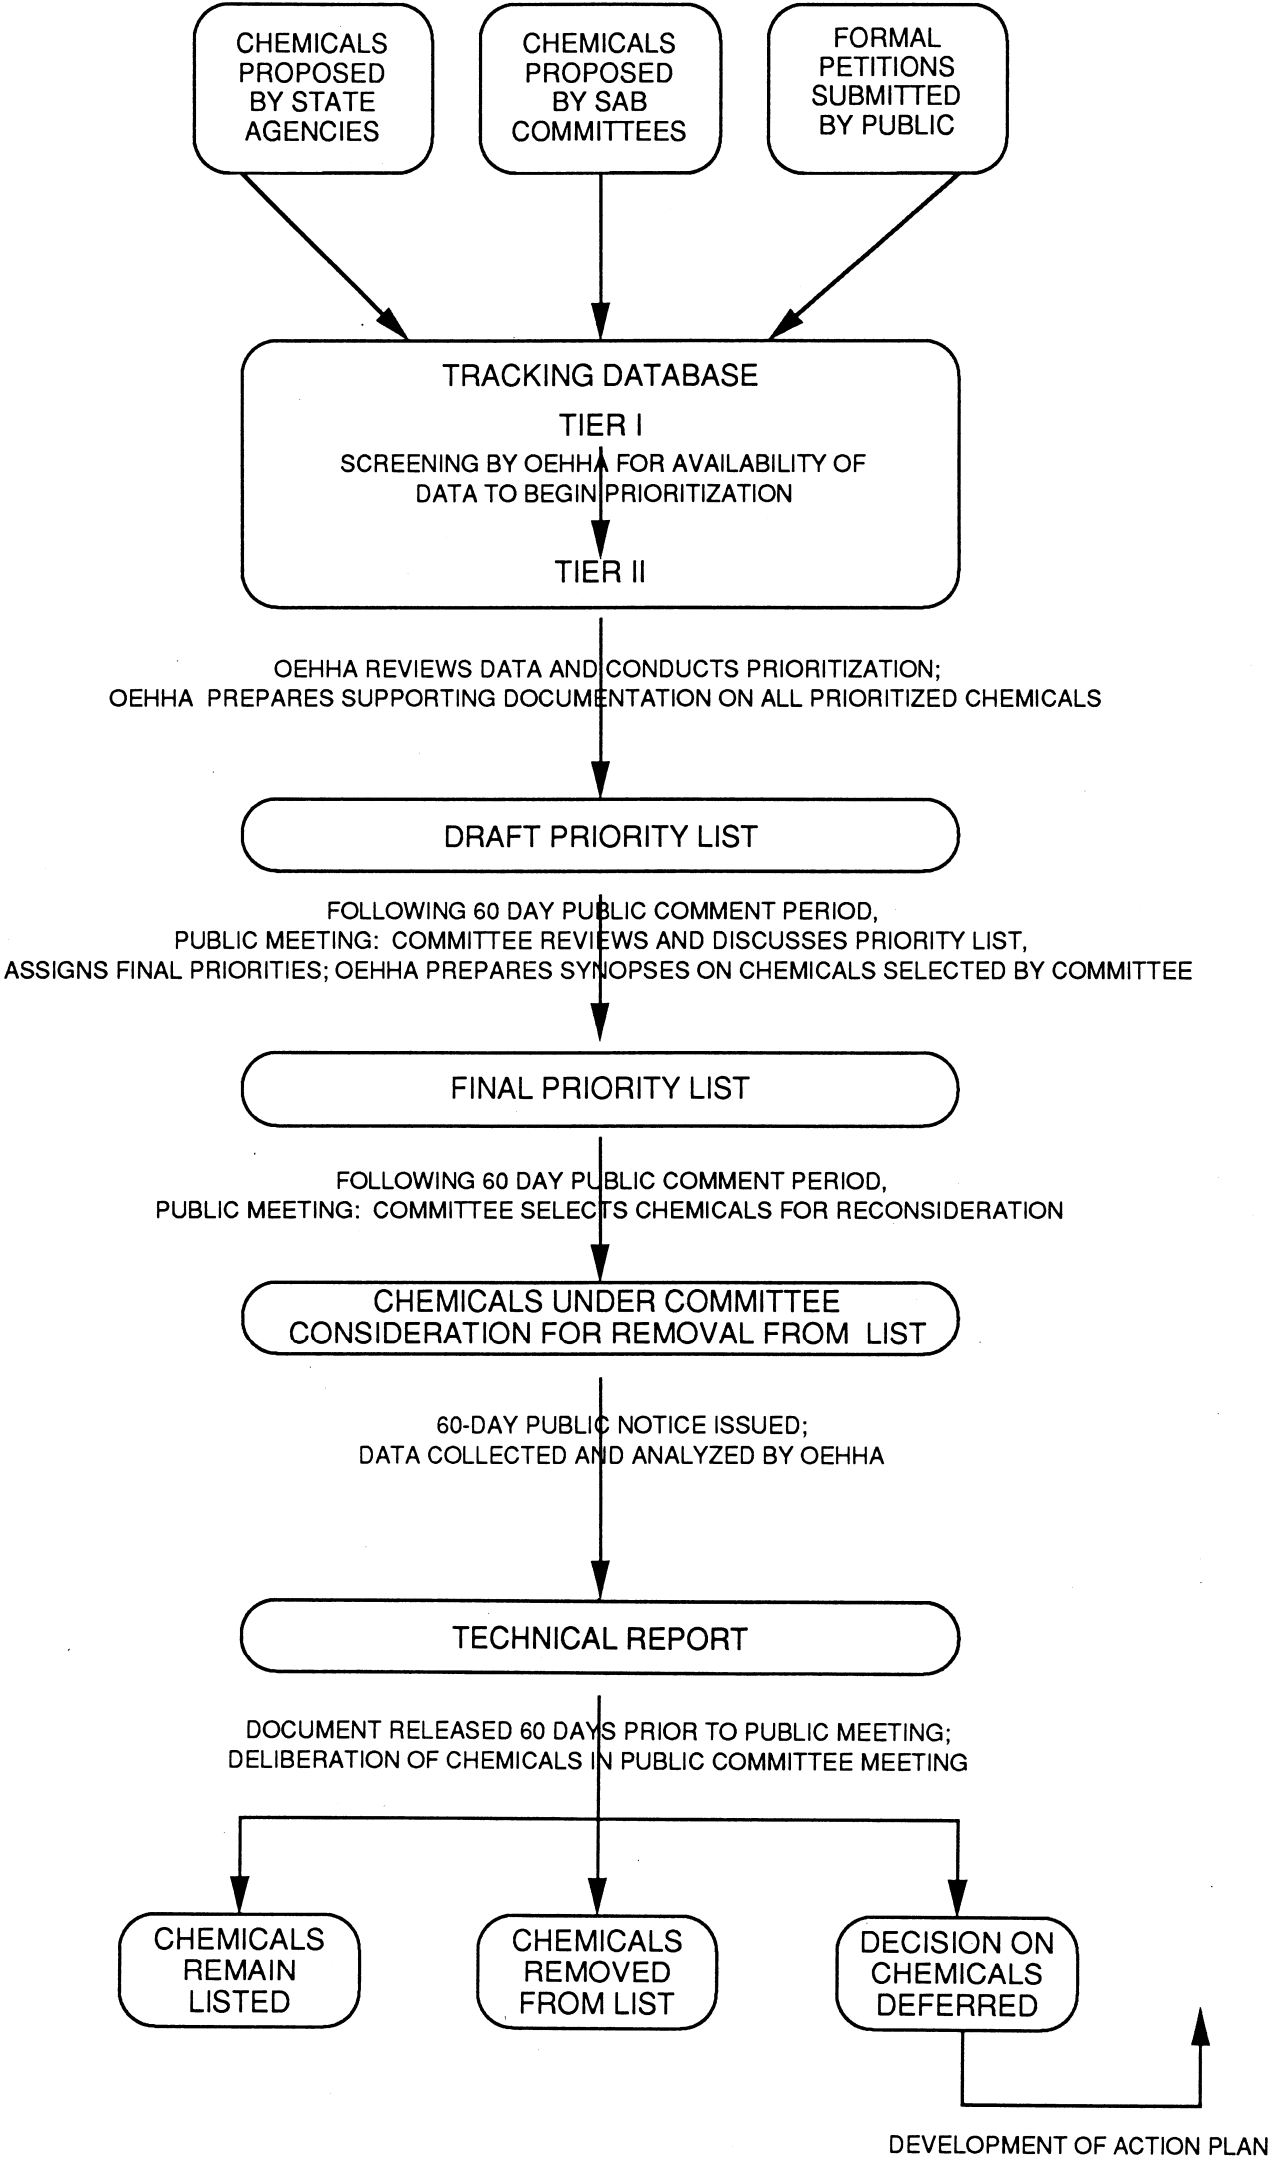 CHEMICALS
PROPOSED
BY STATE
AGENCIES
CHEMICALS
PROPOSED
BY SAB
COMMITTEES
FORMAL
PETITIONS
SUBMITTED
BY PUBLIC
TRACKING DATABASE
TIER I
SCREENING BY OEHHA FOR AVAILABILITY OF
DATA TO BEGIN PRIORITIZATION
TIER II
OEHHA REVIEWS DATA AND CONDUCTS PRIORITIZATION;
OEHHA PREPARES SUPPORTING DOCUMENTATION ON ALL PRIORITIZED CHEMICALS
DRAFT PRIORITY LIST
FOLLOWING 60 DAY PUBLIC COMMENT PERIOD,
PUBLIC MEETING: COMMITTEE REVIEWS AND DISCUSSES PRIORITY LIST,
ASSIGNS FINAL PRIORITIES; OEHHA PREPARES SYNOPSES ON CHEMICALS SELECTED BY COMMITTEE
FINAL PRIORITY LIST
FOLLOWING 60 DAY PUBLIC COMMENT PERIOD,
PUBLIC MEETING: COMMITTEE SELECTS CHEMICALS FOR RECONSIDERATION
CHEMICALS UNDER COMMITTEE
CONSIDERATION FOR REMOVAL FROM LIST
60-DAY PUBLIC NOTICE ISSUED;
DATA COLLECTED AND ANALYZED BY OEHHA
TECHNICAL REPORT
DOCUMENT RELEASED 60 DAYS PRIOR TO PUBLIC MEETING;
DELIBERATION OF CHEMICALS IN PUBLIC COMMITTEE MEETING
CHEMICALS
REMAIN
LISTED
CHEMICALS
REMOVED
FROM LIST
DECISION ON
CHEMICALS
DEFERRED
DEVELOPMENT OF ACTION PLAN